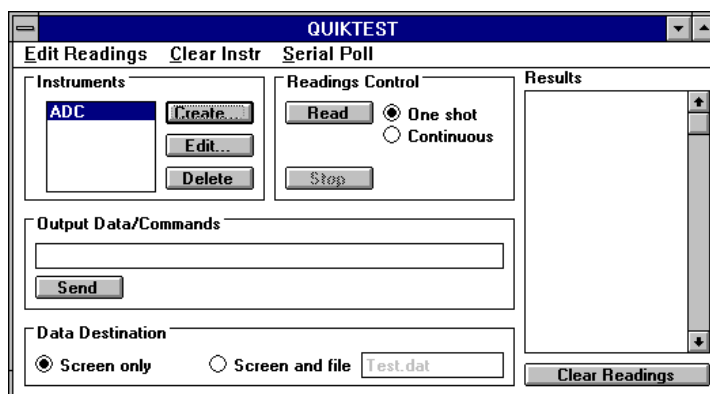 QUIKTEST
Edit Readings Clear Instr Serial Poll
Instruments
ADC
Create...
Edit...
Delete
Readings Control
Read
One shot
Continuous
Stop
Results
Output Data/Commands
Send
Data Destination
Screen only
Screen and file
Test.dat
Clear Readings